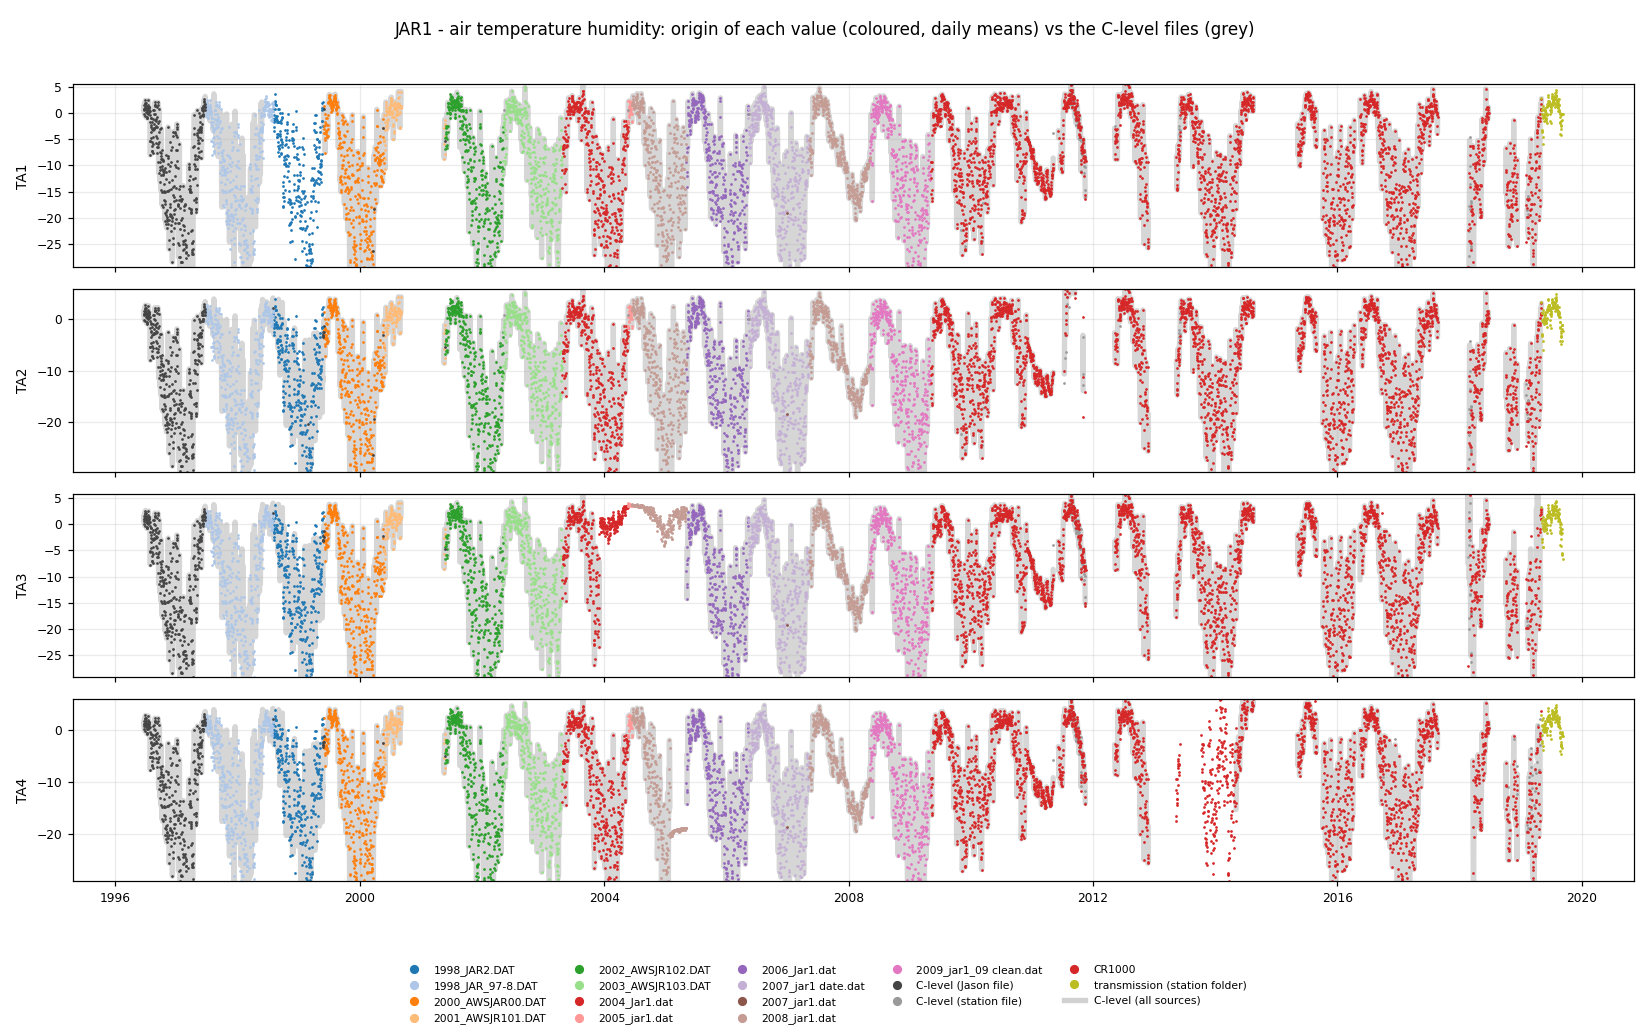 JAR1 - air temperature humidity: origin of each value (coloured, daily means) vs the C-level files (grey)
TA1
5
0
−5
−10
−15
−20
−25
TA2
0
−10
−20
TA3
5
0
−5
−10
−15
−20
−25
TA4
0
−10
−20
1996 2000 2004 2008 2012 2016 2020
1998_JAR2.DAT 2002_AWSJR102.DAT 2006_Jar1.dat 2009_jar1_09 clean.dat CR1000
1998_JAR_97-8.DAT 2003_AWSJR103.DAT 2007_jar1 date.dat C-level (Jason file) transmission (station folder)
2000_AWSJAR00.DAT 2004_Jar1.dat 2007_jar1.dat C-level (station file) C-level (all sources)
2001_AWSJR101.DAT 2005_jar1.dat 2008_jar1.dat